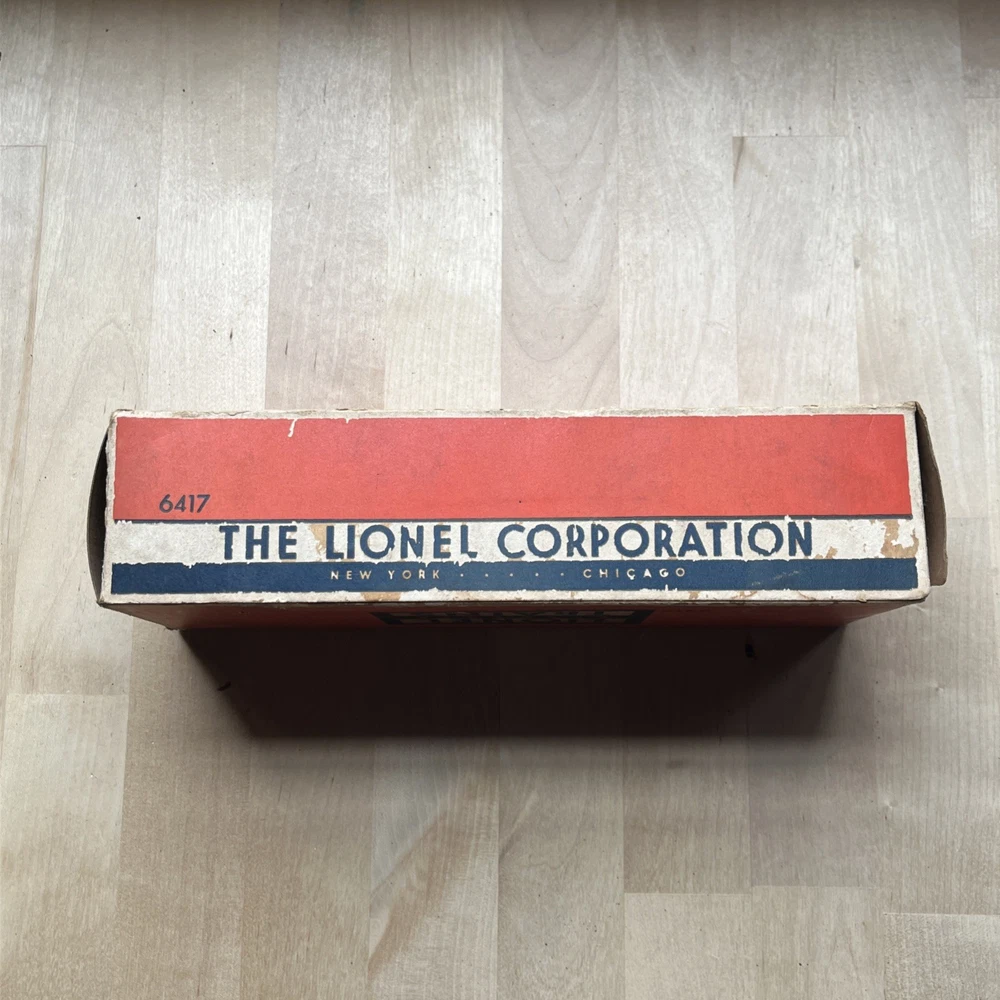 6417
THE LIONEL CORPORATION
NEW YORK · · · · · CHICAGO